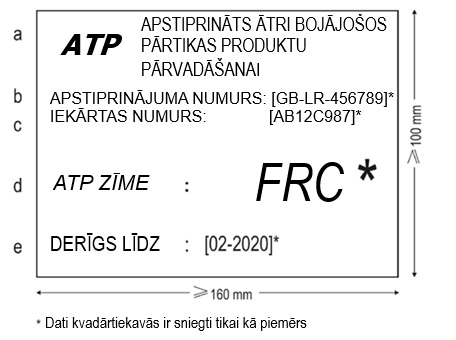 a
ATP
APSTIPRINĀTS ĀTRI BOJĀJOŠOS
PĀRTIKAS PRODUKTU
PĀRVADĀŠANAI
b APSTIPRINĀJUMA NUMURS: [GB-LR-456789]*
c IEKĀRTAS NUMURS: [AB12C987]*
d ATP ZĪME : FRC *
e DERĪGS LĪDZ : [02-2020]*
≥ 100 mm
≥ 160 mm
* Dati kvadārtiekavās ir sniegti tikai kā piemērs